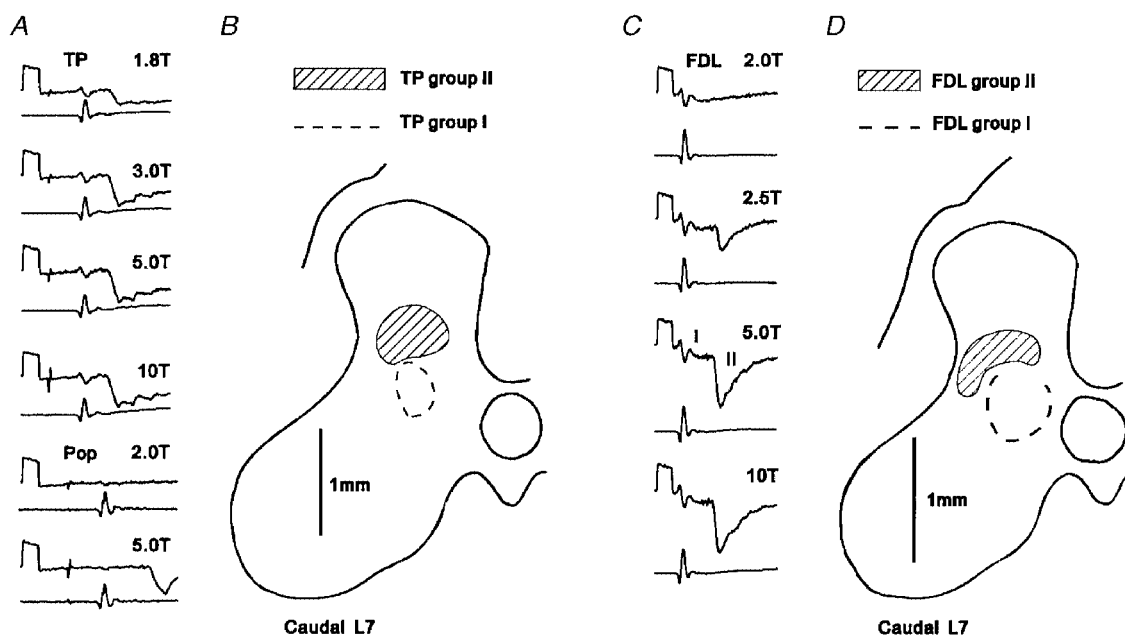 A
TP 1.8T
3.0T
5.0T
10T
Pop 2.0T
5.0T
B
TP group II
TP group I
1mm
Caudal L7
C
FDL 2.0T
2.5T
5.0T
I
II
10T
D
FDL group II
FDL group I
1mm
Caudal L7